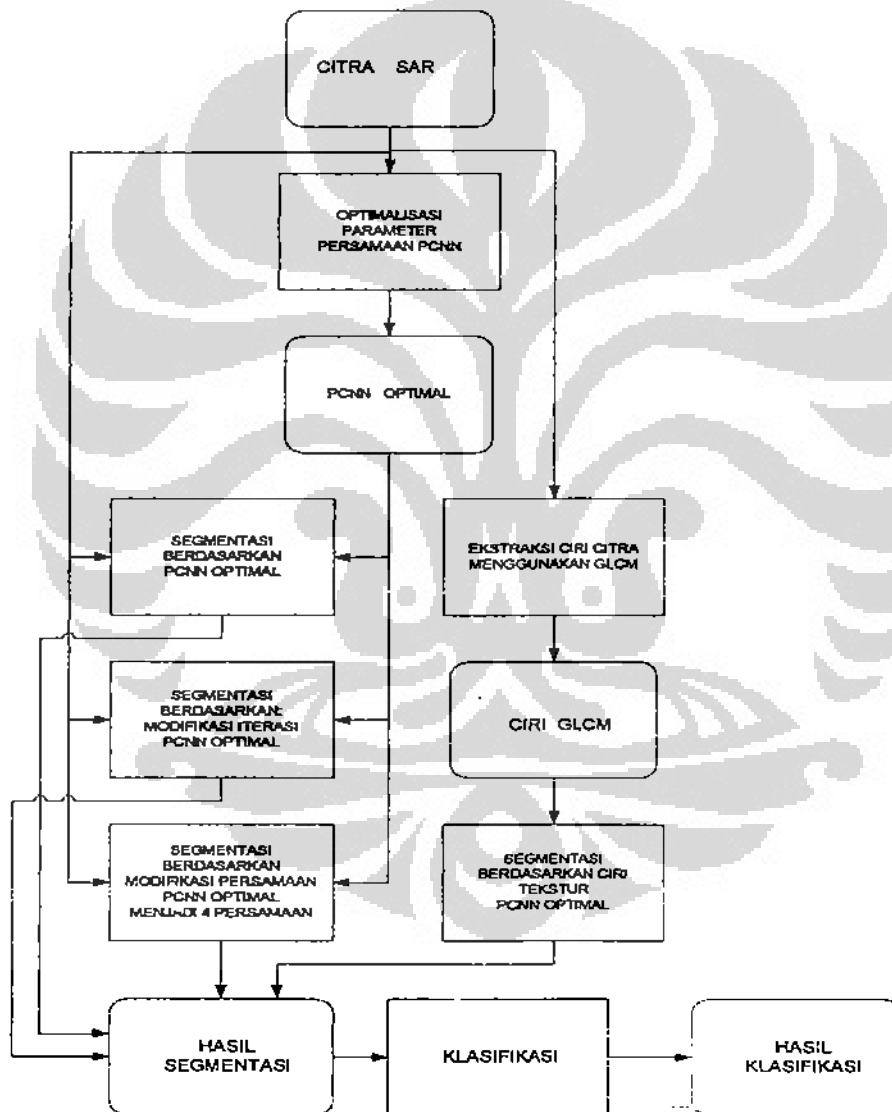 CITRA SAR
OPTIMALISASI
PARAMETER
PERSAMAAN PCNN
PCNN OPTIMAL
SEGMENTASI
BERDASARKAN
PCNN OPTIMAL
EKSTRAKSI CIRI CITRA
MENGGUNAKAN GLCM
SEGMENTASI
BERDASARKAN:
MODIFIKASI ITERASI
PCNN OPTIMAL
CIRI GLCM
SEGMENTASI
BERDASARKAN
MODIFIKASI PERSAMAAN
PCNN OPTIMAL
MENJADI 4 PERSAMAAN
SEGMENTASI
BERDASARKAN CIRI
TEKSTUR
PCNN OPTIMAL
HASIL
SEGMENTASI
KLASIFIKASI
HASIL
KLASIFIKASI